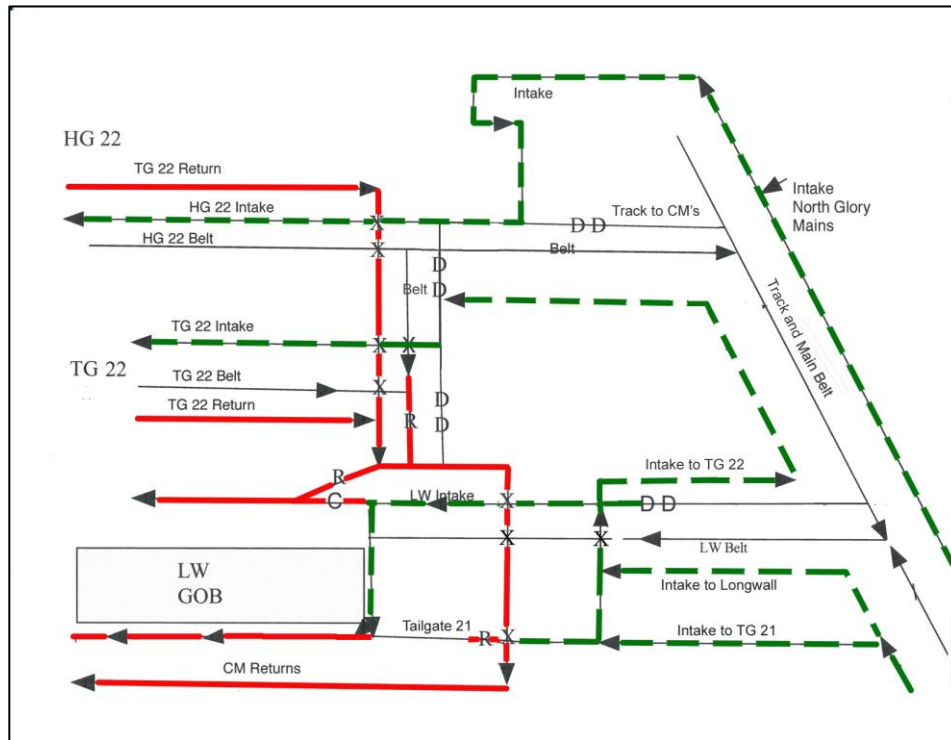 Intake
HG 22
TG 22 Return
HG 22 Intake
X
D D
Track to CM's
Intake
North Glory
Mains
HG 22 Belt
X
Belt
D
Belt
D
TG 22 Intake
X
X
Track and Main Belt
TG 22
TG 22 Belt
X
TG 22 Return
D
D
R
R
Intake to TG 22
C
LW Intake
X
D D
X
X
LW Belt
LW
GOB
Intake to Longwall
Tailgate 21
R
X
Intake to TG 21
CM Returns